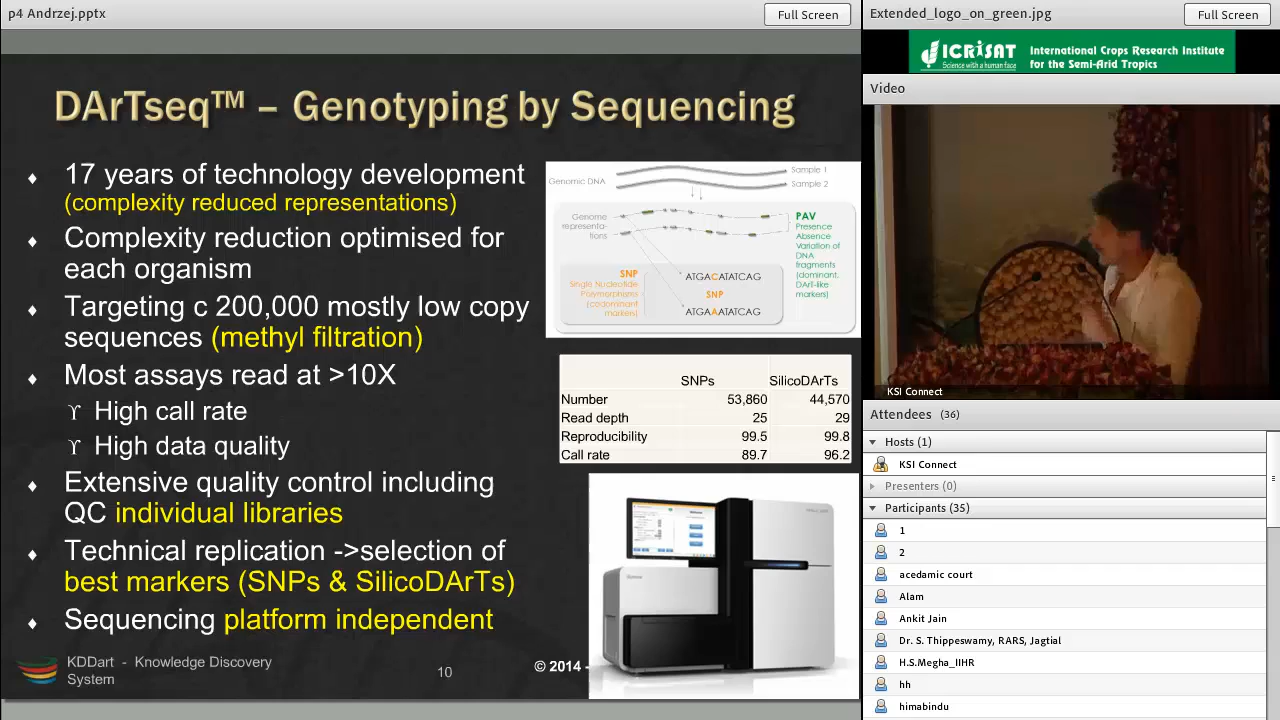 p4 Andrzej.pptx
Full Screen
DArTseq™ – Genotyping by Sequencing
17 years of technology development
(complexity reduced representations)
Complexity reduction optimised for
each organism
Targeting c 200,000 mostly low copy
sequences (methyl filtration)
Most assays read at >10X
High call rate
High data quality
Extensive quality control including
QC individual libraries
Technical replication ->selection of
best markers (SNPs & SilicoDArTs)
Sequencing platform independent
KDDart - Knowledge Discovery
System
10
© 2014 -
Genomic DNA
Sample 1
Sample 2
Genome
representa-
tions
PAV
Presence
Absence
Variation of
DNA
fragments
(dominant,
DArT-like
markers)
SNP
Single Nucleotide
Polymorphisms
(codominant
markers)
ATGACATATCAG
SNP
ATGAAATATCAG
SNPs SilicoDArTs
Number 53,860 44,570
Read depth 25 29
Reproducibility 99.5 99.8
Call rate 89.7 96.2
Extended_logo_on_green.jpg
Full Screen
ICRISAT
Science with a human face
International Crops Research Institute
for the Semi-Arid Tropics
Video
KSI Connect
Attendees (36)
Hosts (1)
KSI Connect
Presenters (0)
Participants (35)
1
2
acedamic court
Alam
Ankit Jain
Dr. S. Thippeswamy, RARS, Jagtial
H.S.Megha_IIHR
hh
himabindu